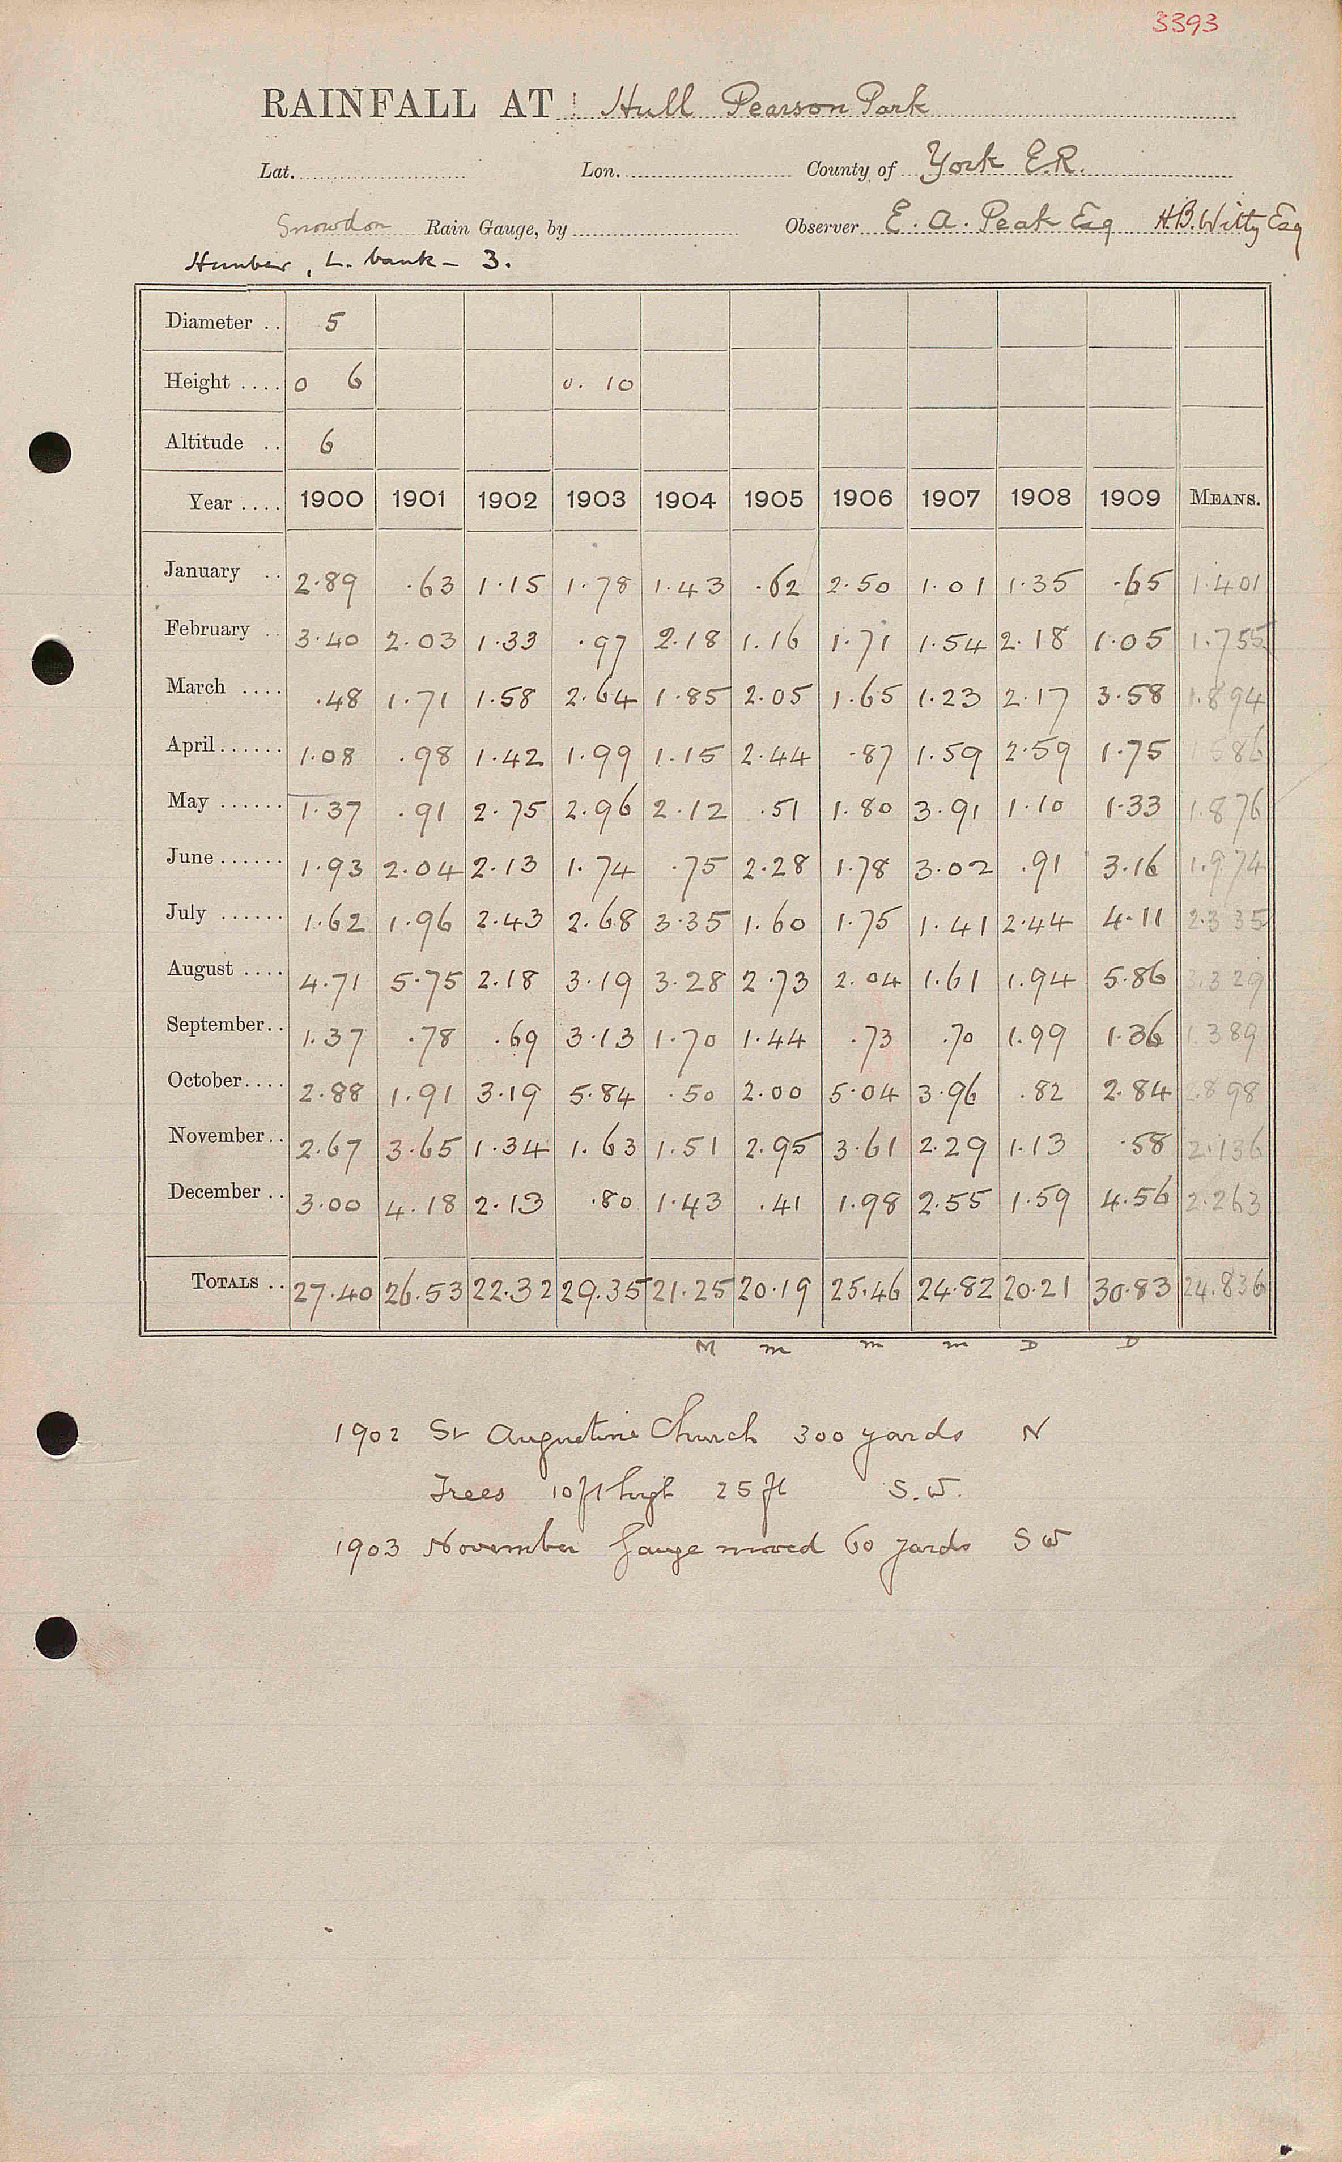 3393
RAINFALL AT Hull Pearson Park
Lat. Lon. County of York E.R.
Snowdon Rain Gauge, by Observer E. A. Peak Esq H.B. Witty Esq
Humber, L. bank - 3.
Diameter .. 5
Height .... 0 6 0. 10
Altitude .. 6
Year .... 1900 1901 1902 1903 1904 1905 1906 1907 1908 1909 MEANS.
January .. 2.89 .63 1.15 1.78 1.43 .62 2.50 1.01 1.35 .65 1.401
February .. 3.40 2.03 1.33 .97 2.18 1.16 1.71 1.54 2.18 1.05 1.755
March .... .48 1.71 1.58 2.64 1.85 2.05 1.65 1.23 2.17 3.58 1.894
April...... 1.08 .98 1.42 1.99 1.15 2.44 .87 1.59 2.59 1.75 1.586
May ...... 1.37 .91 2.75 2.96 2.12 .51 1.80 3.91 1.10 1.33 1.876
June...... 1.93 2.04 2.13 1.74 .75 2.28 1.78 3.02 .91 3.16 1.974
July ...... 1.62 1.96 2.43 2.68 3.35 1.60 1.75 1.41 2.44 4.11 2.335
August .... 4.71 5.75 2.18 3.19 3.28 2.73 2.04 1.61 1.94 5.86 3.329
September.. 1.37 .78 .69 3.13 1.70 1.44 .73 .70 1.99 1.36 1.389
October.... 2.88 1.91 3.19 5.84 .50 2.00 5.04 3.96 .82 2.84 2.898
November.. 2.67 3.65 1.34 1.63 1.51 2.95 3.61 2.29 1.13 .58 2.136
December .. 3.00 4.18 2.13 .80 1.43 .41 1.98 2.55 1.59 4.56 2.263
TOTALS .. 27.40 26.53 22.32 29.35 21.25 20.19 25.46 24.82 20.21 30.83 24.836
M m m m D D
1902 St Augustine Church 300 yards N
Trees 10 ft high 25 ft S.W.
1903 November gauge moved 60 yards SW